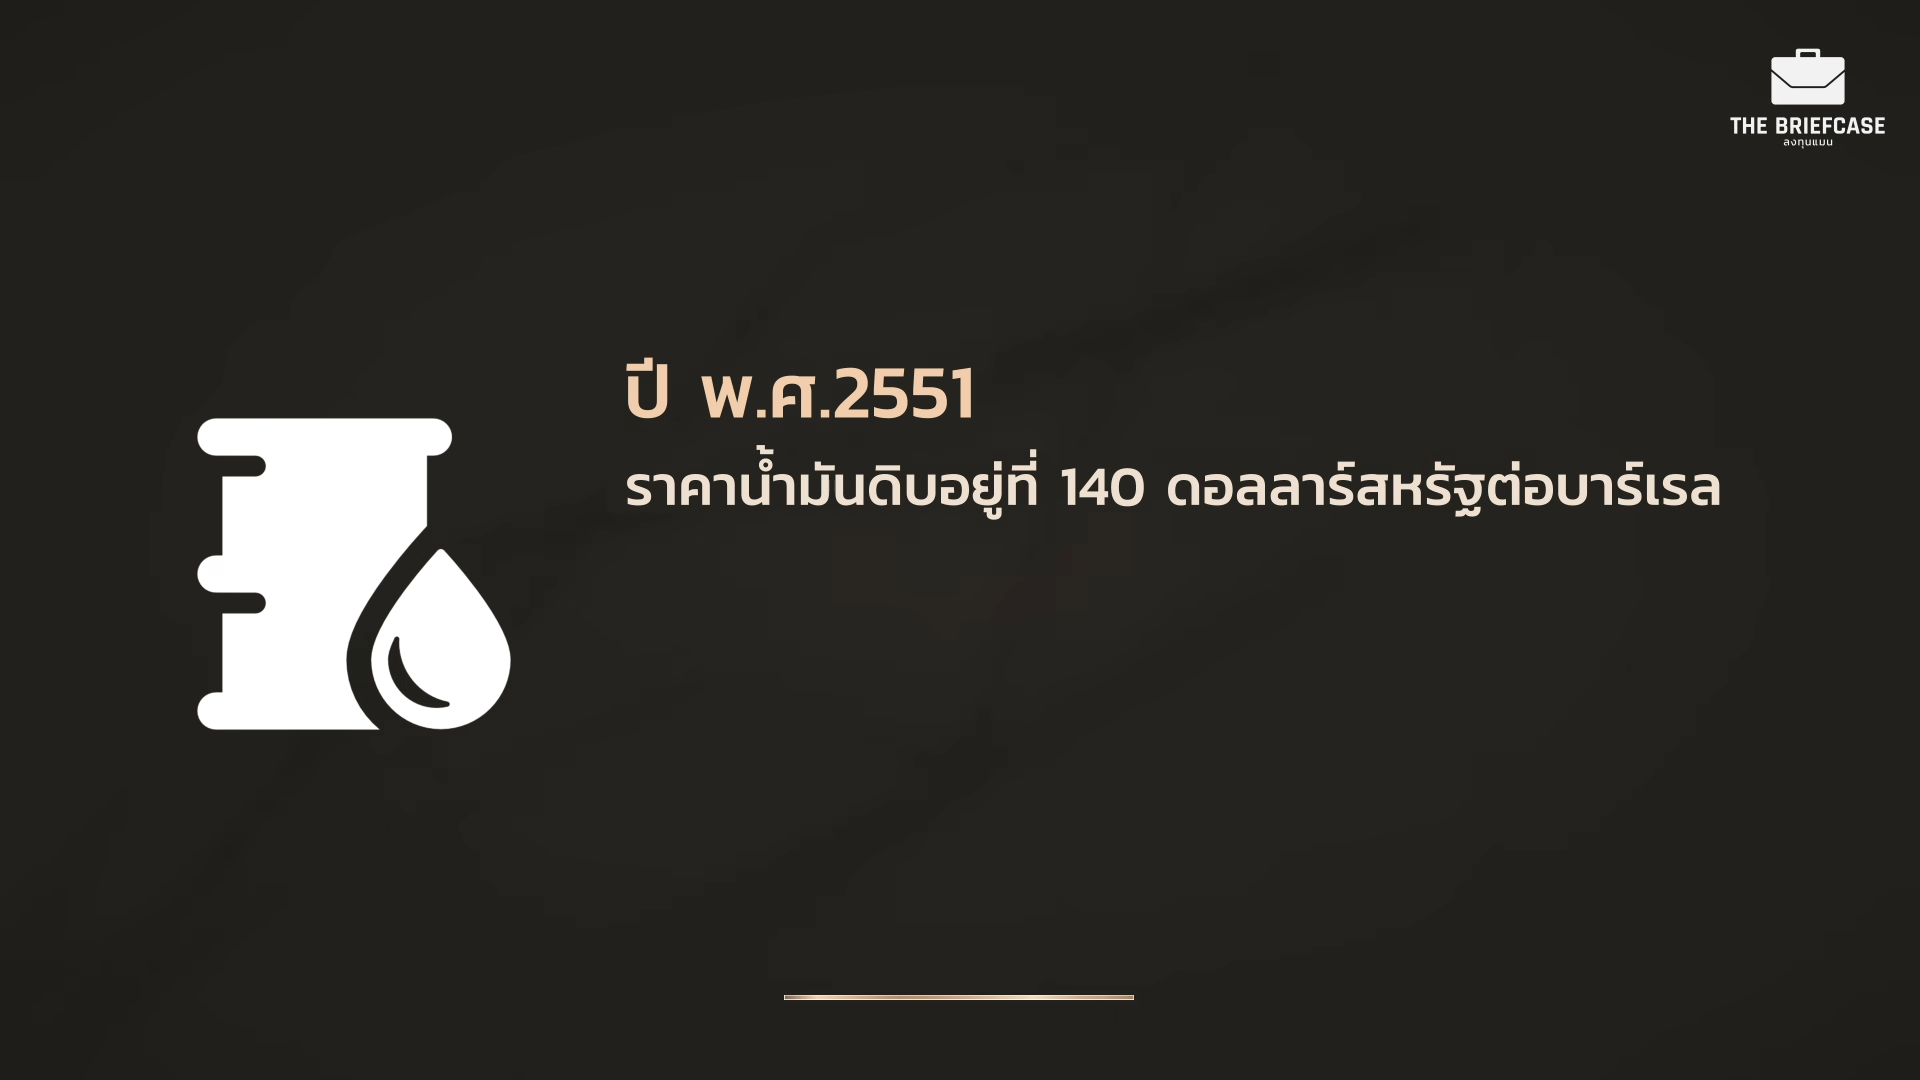 THE BRIEFCASE
ลงทุนแมน
ปี พ.ศ.2551
ราคาน้ำมันดิบอยู่ที่ 140 ดอลลาร์สหรัฐต่อบาร์เรล